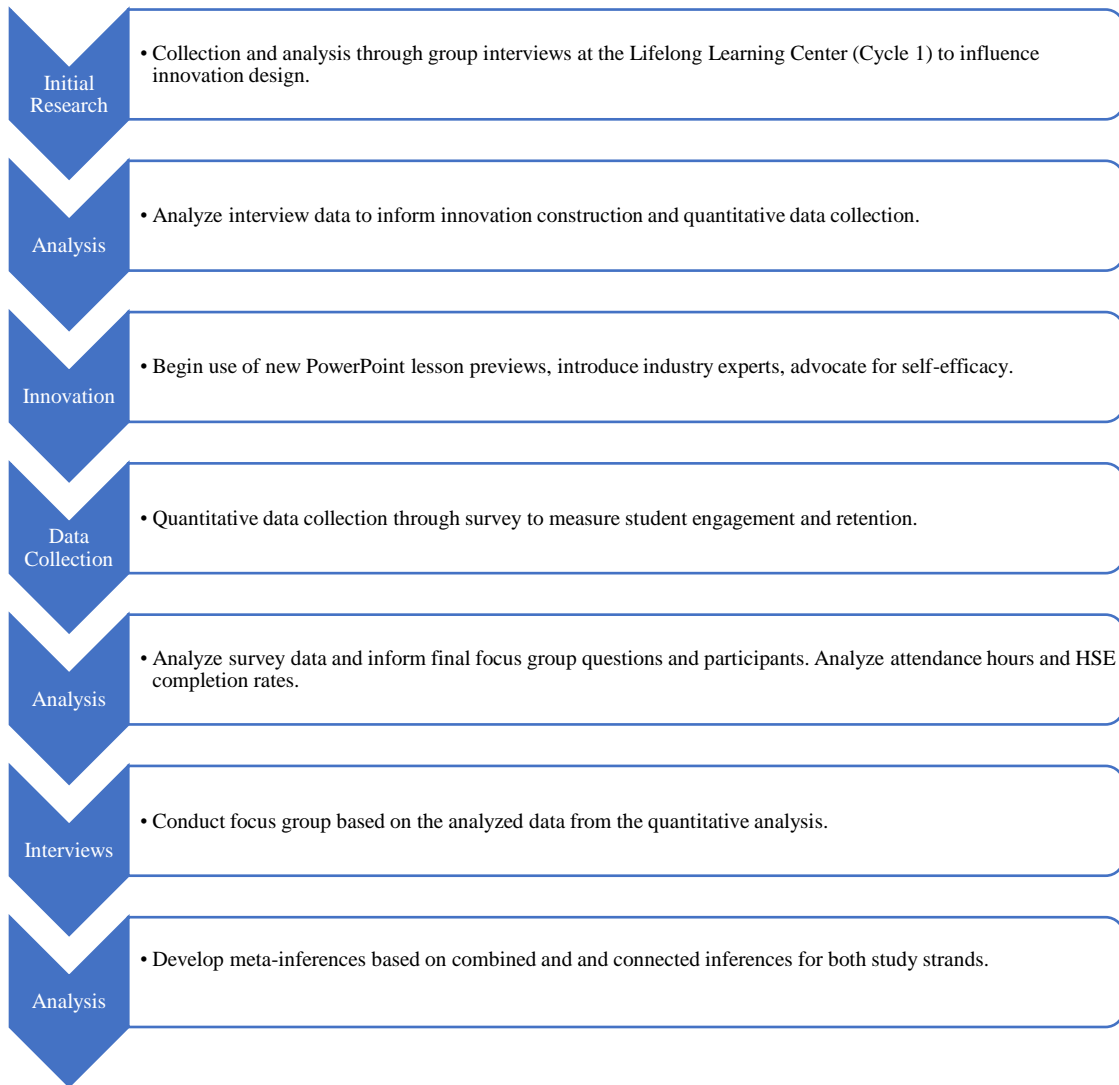 Initial
Research
• Collection and analysis through group interviews at the Lifelong Learning Center (Cycle 1) to influence
innovation design.
Analysis
• Analyze interview data to inform innovation construction and quantitative data collection.
Innovation
• Begin use of new PowerPoint lesson previews, introduce industry experts, advocate for self-efficacy.
Data
Collection
• Quantitative data collection through survey to measure student engagement and retention.
Analysis
• Analyze survey data and inform final focus group questions and participants. Analyze attendance hours and HSE
completion rates.
Interviews
• Conduct focus group based on the analyzed data from the quantitative analysis.
Analysis
• Develop meta-inferences based on combined and and connected inferences for both study strands.